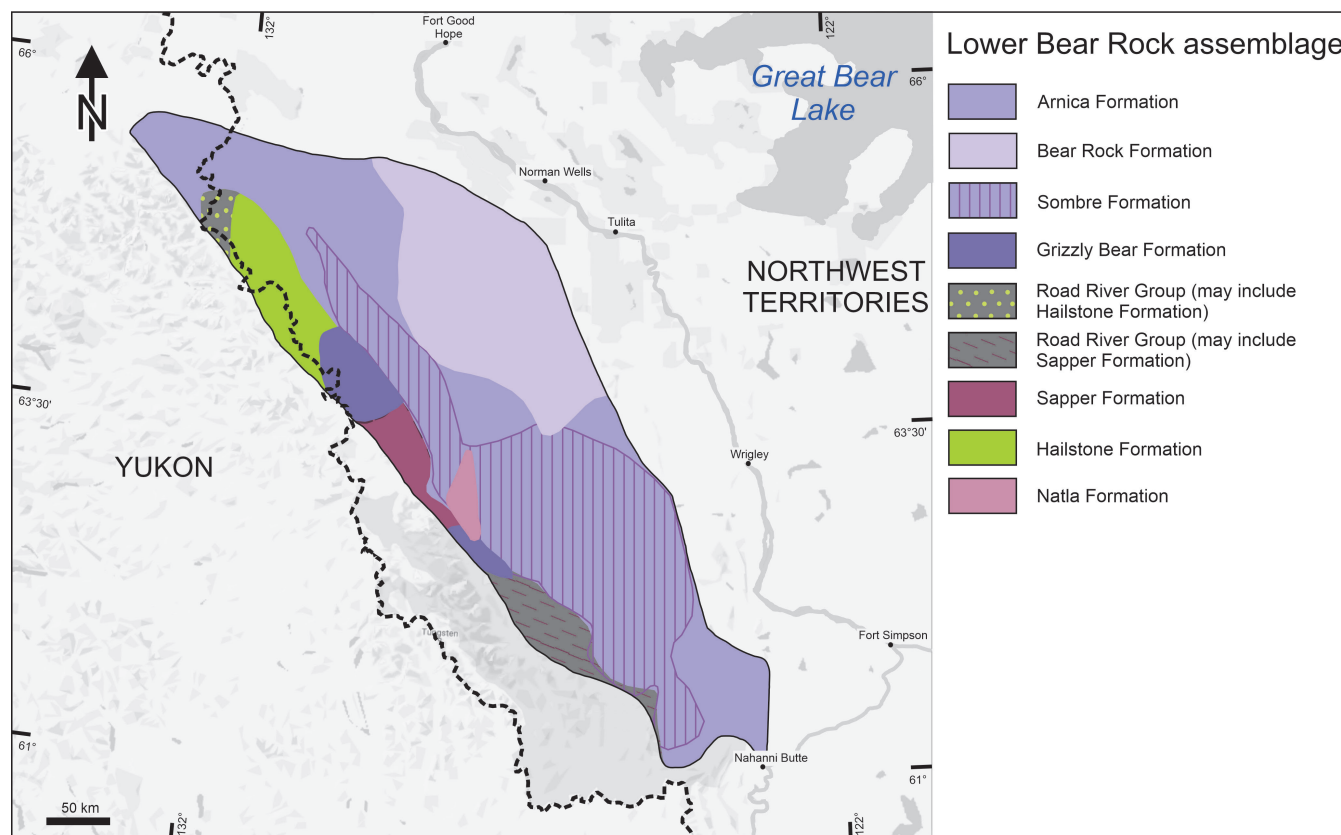 132°
122°
66°
Fort Good
Hope
N
Great Bear
Lake
66°
Norman Wells
Tulita
NORTHWEST
TERRITORIES
63°30'
63°30'
Wrigley
YUKON
Tungsten
Fort Simpson
61°
Nahanni Butte
61°
50 km
132°
122°
Lower Bear Rock assemblage
Arnica Formation
Bear Rock Formation
Sombre Formation
Grizzly Bear Formation
Road River Group (may include
Hailstone Formation)
Road River Group (may include
Sapper Formation)
Sapper Formation
Hailstone Formation
Natla Formation